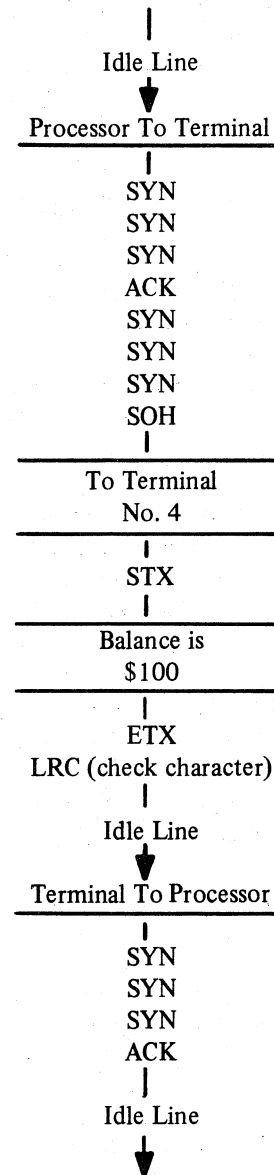 Idle Line
Processor To Terminal
SYN
SYN
SYN
ACK
SYN
SYN
SYN
SOH
To Terminal
No. 4
STX
Balance is
$100
ETX
LRC (check character)
Idle Line
Terminal To Processor
SYN
SYN
SYN
ACK
Idle Line